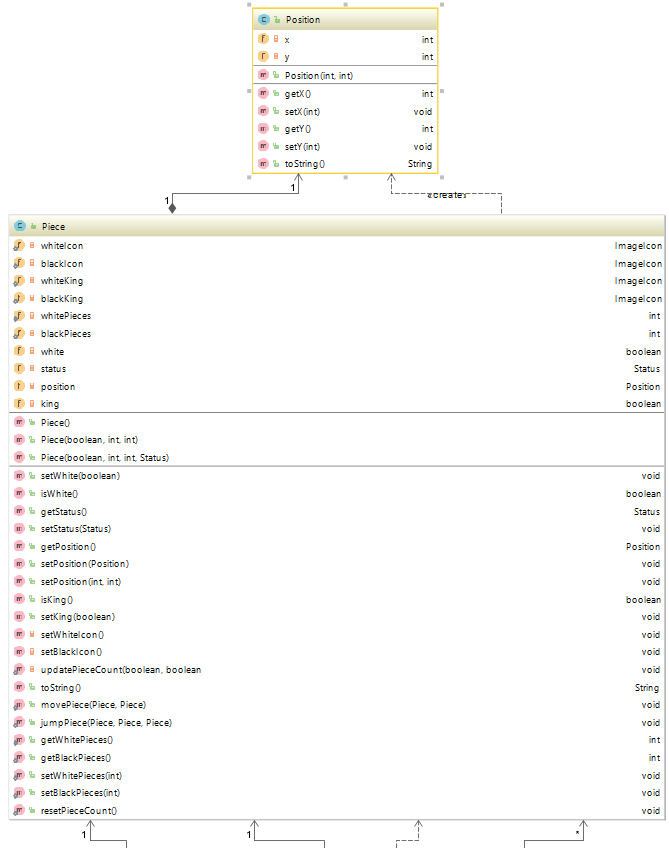 Position
x int
y int
Position(int, int)
getX() int
setX(int) void
getY() int
setY(int) void
toString() String
1
1
«create»
Piece
whiteIcon ImageIcon
blackIcon ImageIcon
whiteKing ImageIcon
blackKing ImageIcon
whitePieces int
blackPieces int
white boolean
status Status
position Position
king boolean
Piece()
Piece(boolean, int, int)
Piece(boolean, int, int, Status)
setWhite(boolean) void
isWhite() boolean
getStatus() Status
setStatus(Status) void
getPosition() Position
setPosition(Position) void
setPosition(int, int) void
isKing() boolean
setKing(boolean) void
setWhiteIcon() void
setBlackIcon() void
updatePieceCount(boolean, boolean void
toString() String
movePiece(Piece, Piece) void
jumpPiece(Piece, Piece, Piece) void
getWhitePieces() int
getBlackPieces() int
setWhitePieces(int) void
setBlackPieces(int) void
resetPieceCount() void
1 1 *